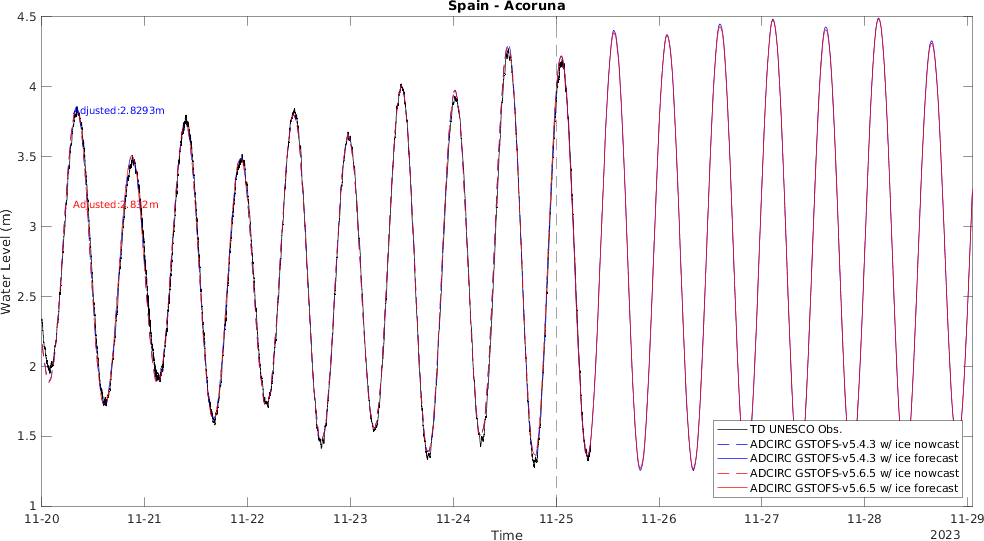 Spain - Acoruna
4.5
4
3.5
3
2.5
2
1.5
1
Water Level (m)
Adjusted:2.8293m
Adjusted:2.832m
TD UNESCO Obs.
ADCIRC GSTOFS-v5.4.3 w/ ice nowcast
ADCIRC GSTOFS-v5.4.3 w/ ice forecast
ADCIRC GSTOFS-v5.6.5 w/ ice nowcast
ADCIRC GSTOFS-v5.6.5 w/ ice forecast
11-20 11-21 11-22 11-23 11-24 11-25 11-26 11-27 11-28 11-29
Time
2023